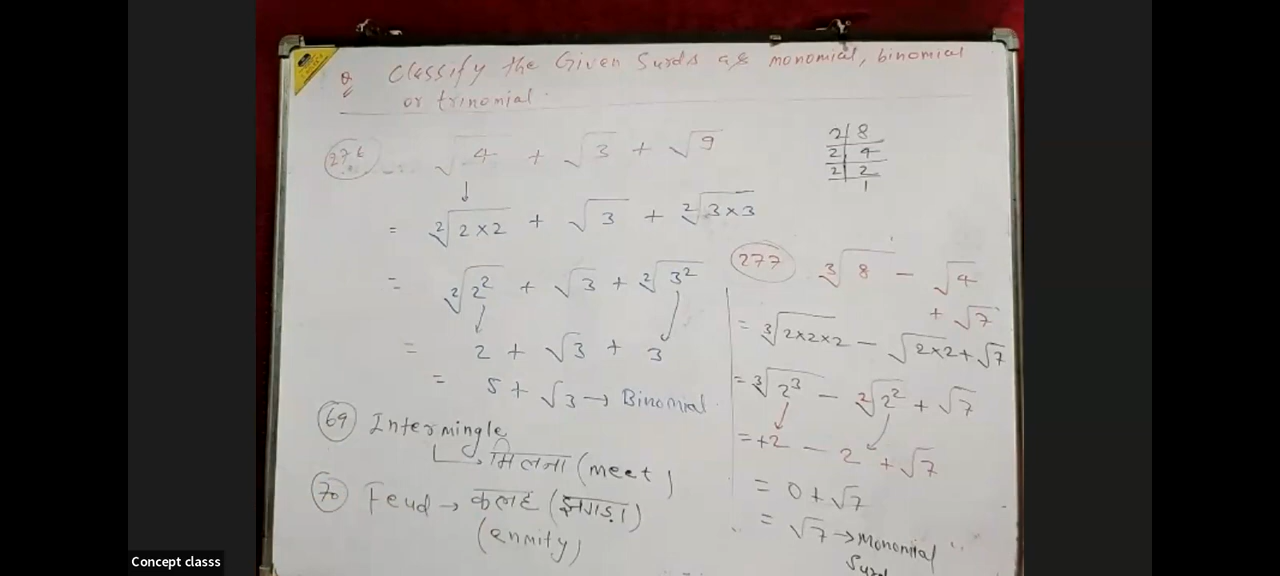 Q. Classify the Given Surds as monomial, binomial
or trinomial.
276 √4 + √3 + √9
= ²√2×2 + √3 + ²√3×3
= ²√2² + √3 + ²√3²
= 2 + √3 + 3
= 5 + √3 → Binomial
69 Intermingle
→ मिलना (meet)
70 Feud → कलह (झगड़ा)
(enmity)
2 8
2 4
2 2
1
277 ³√8 - √4
+ √7
= ³√2×2×2 - √2×2 + √7
= ³√2³ - ²√2² + √7
= +2 - 2 + √7
= 0 + √7
= √7 → Monomial
Surd
Concept classs